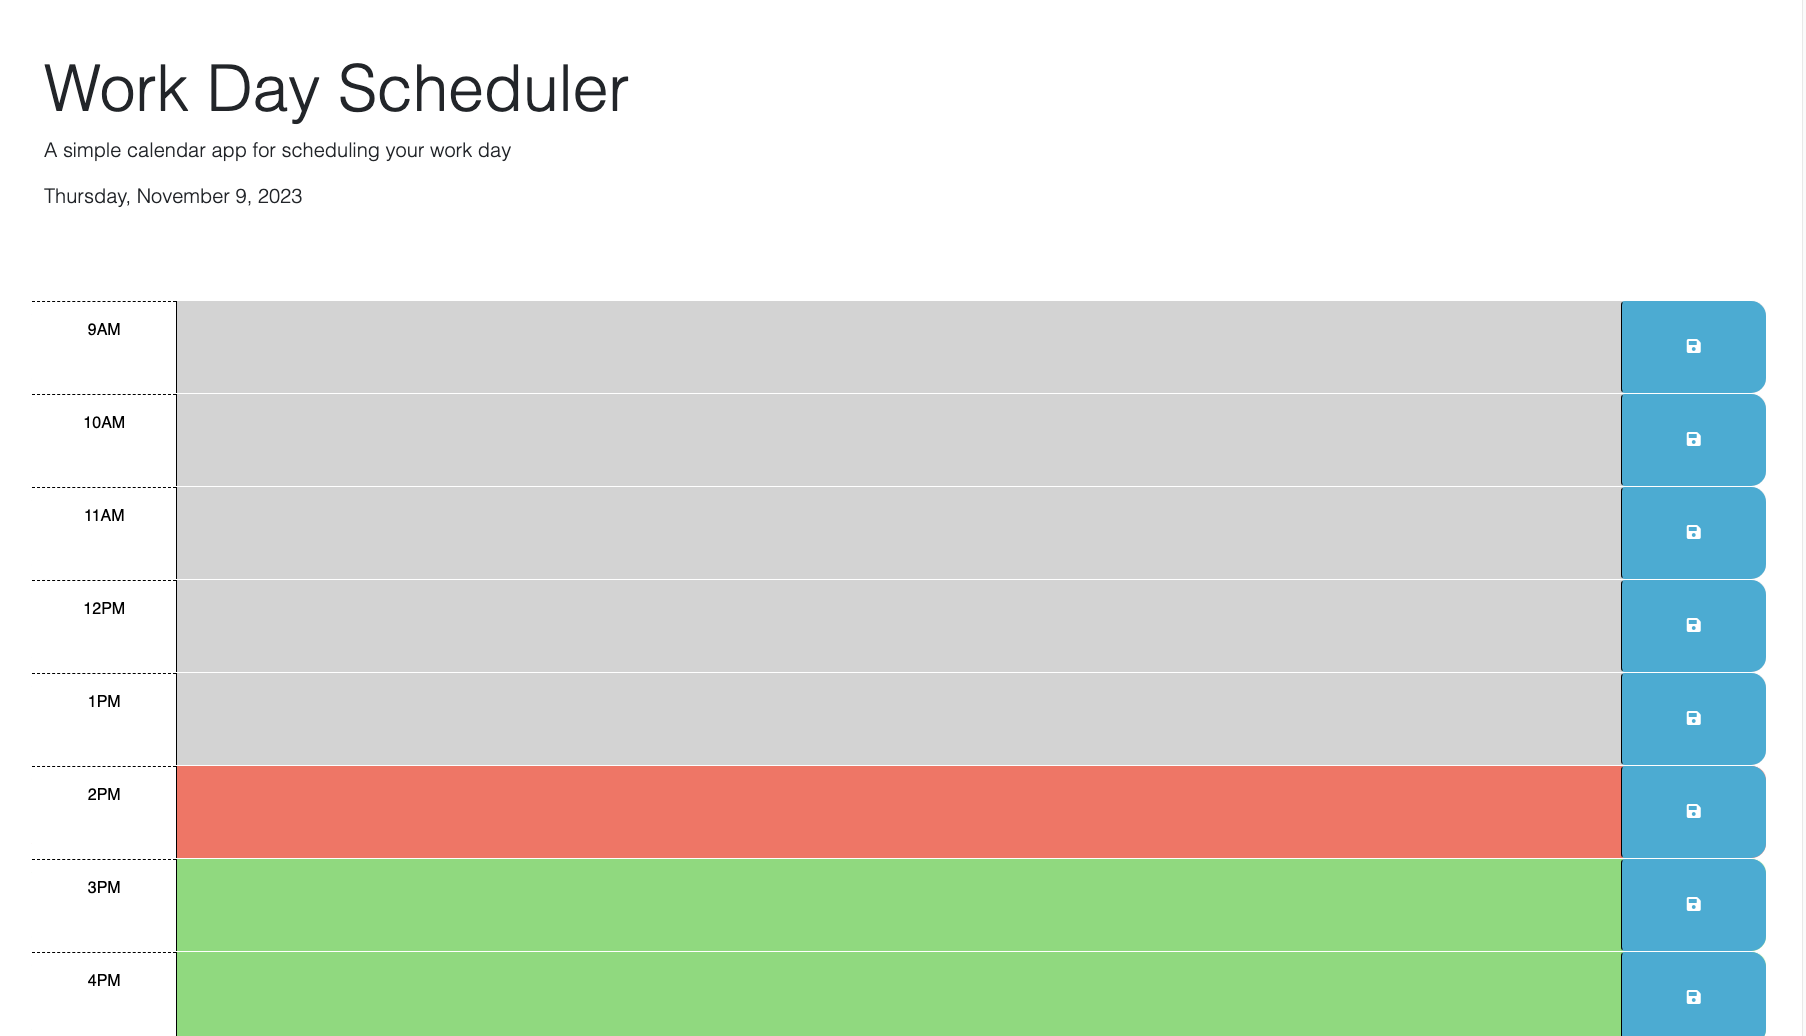 Work Day Scheduler
A simple calendar app for scheduling your work day
Thursday, November 9, 2023
9AM
10AM
11AM
12PM
1PM
2PM
3PM
4PM